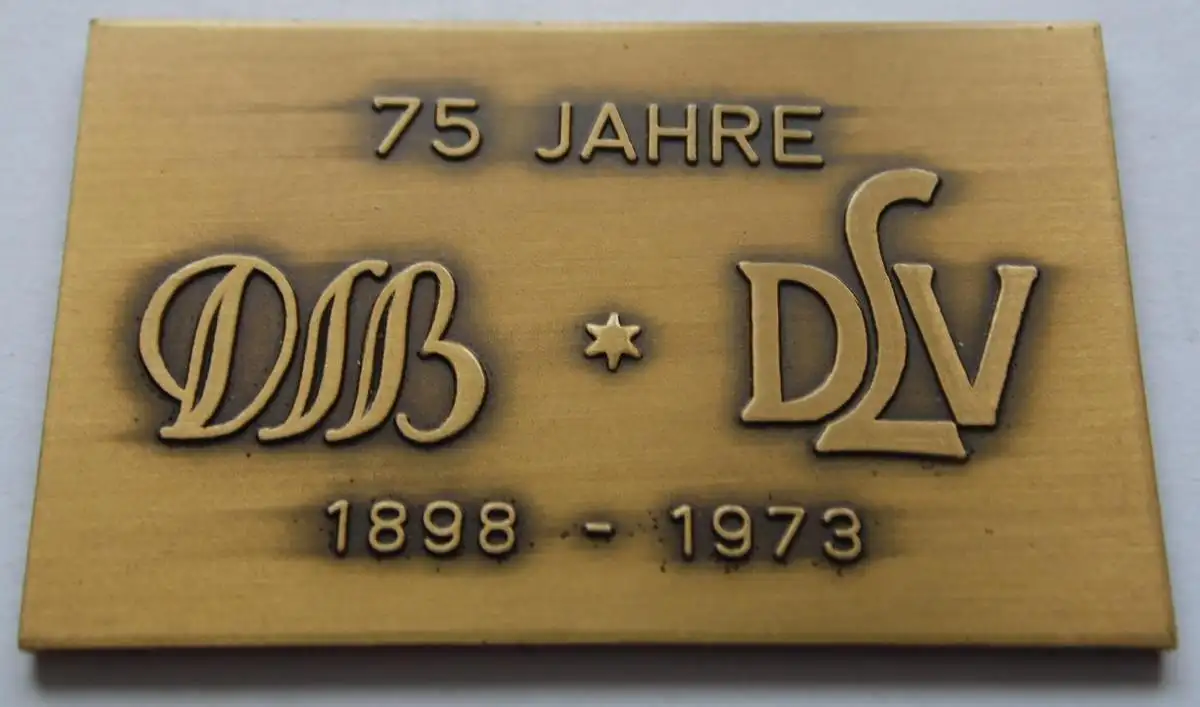 75 JAHRE
DSB * DLV
1898 - 1973